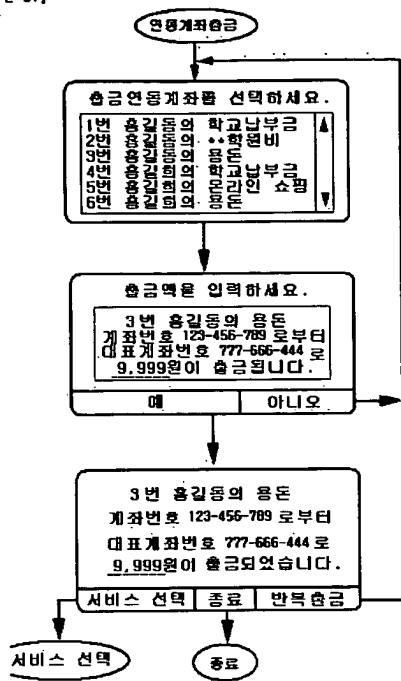 연동계좌출금
출금연동계좌를 선택하세요.
1번 홍길동의 학교납부금
2번 홍길동의 **학원비
3번 홍길동의 용돈
4번 홍길희의 학교납부금
5번 홍길희의 온라인 쇼핑
6번 홍길희의 용돈
출금액을 입력하세요.
3번 홍길동의 용돈
계좌번호 123-456-789 로부터
대표계좌번호 777-666-444 로
9,999원이 출금됩니다.
예 아니오
3번 홍길동의 용돈
계좌번호 123-456-789 로부터
대표계좌번호 777-666-444 로
9,999원이 출금되었습니다.
서비스 선택 종료 반복출금
서비스 선택 종료